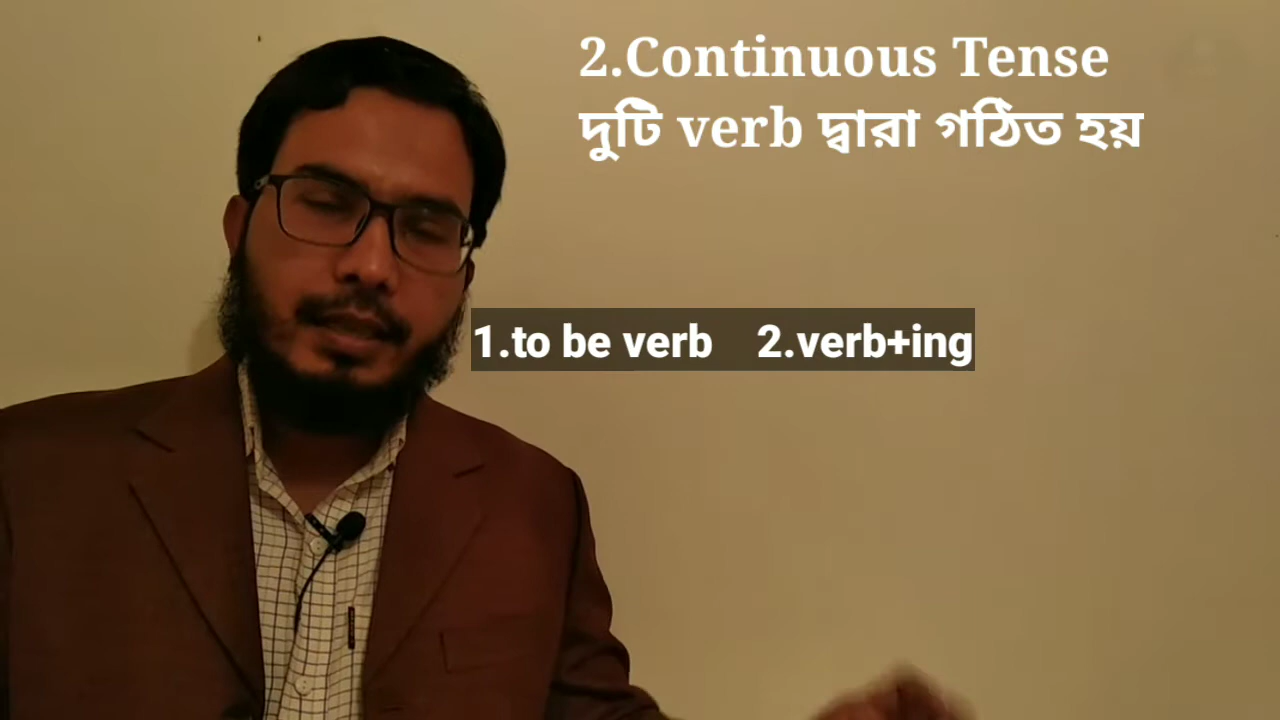 2.Continuous Tense
দুটি verb দ্বারা গঠিত হয়
1.to be verb 2.verb+ing